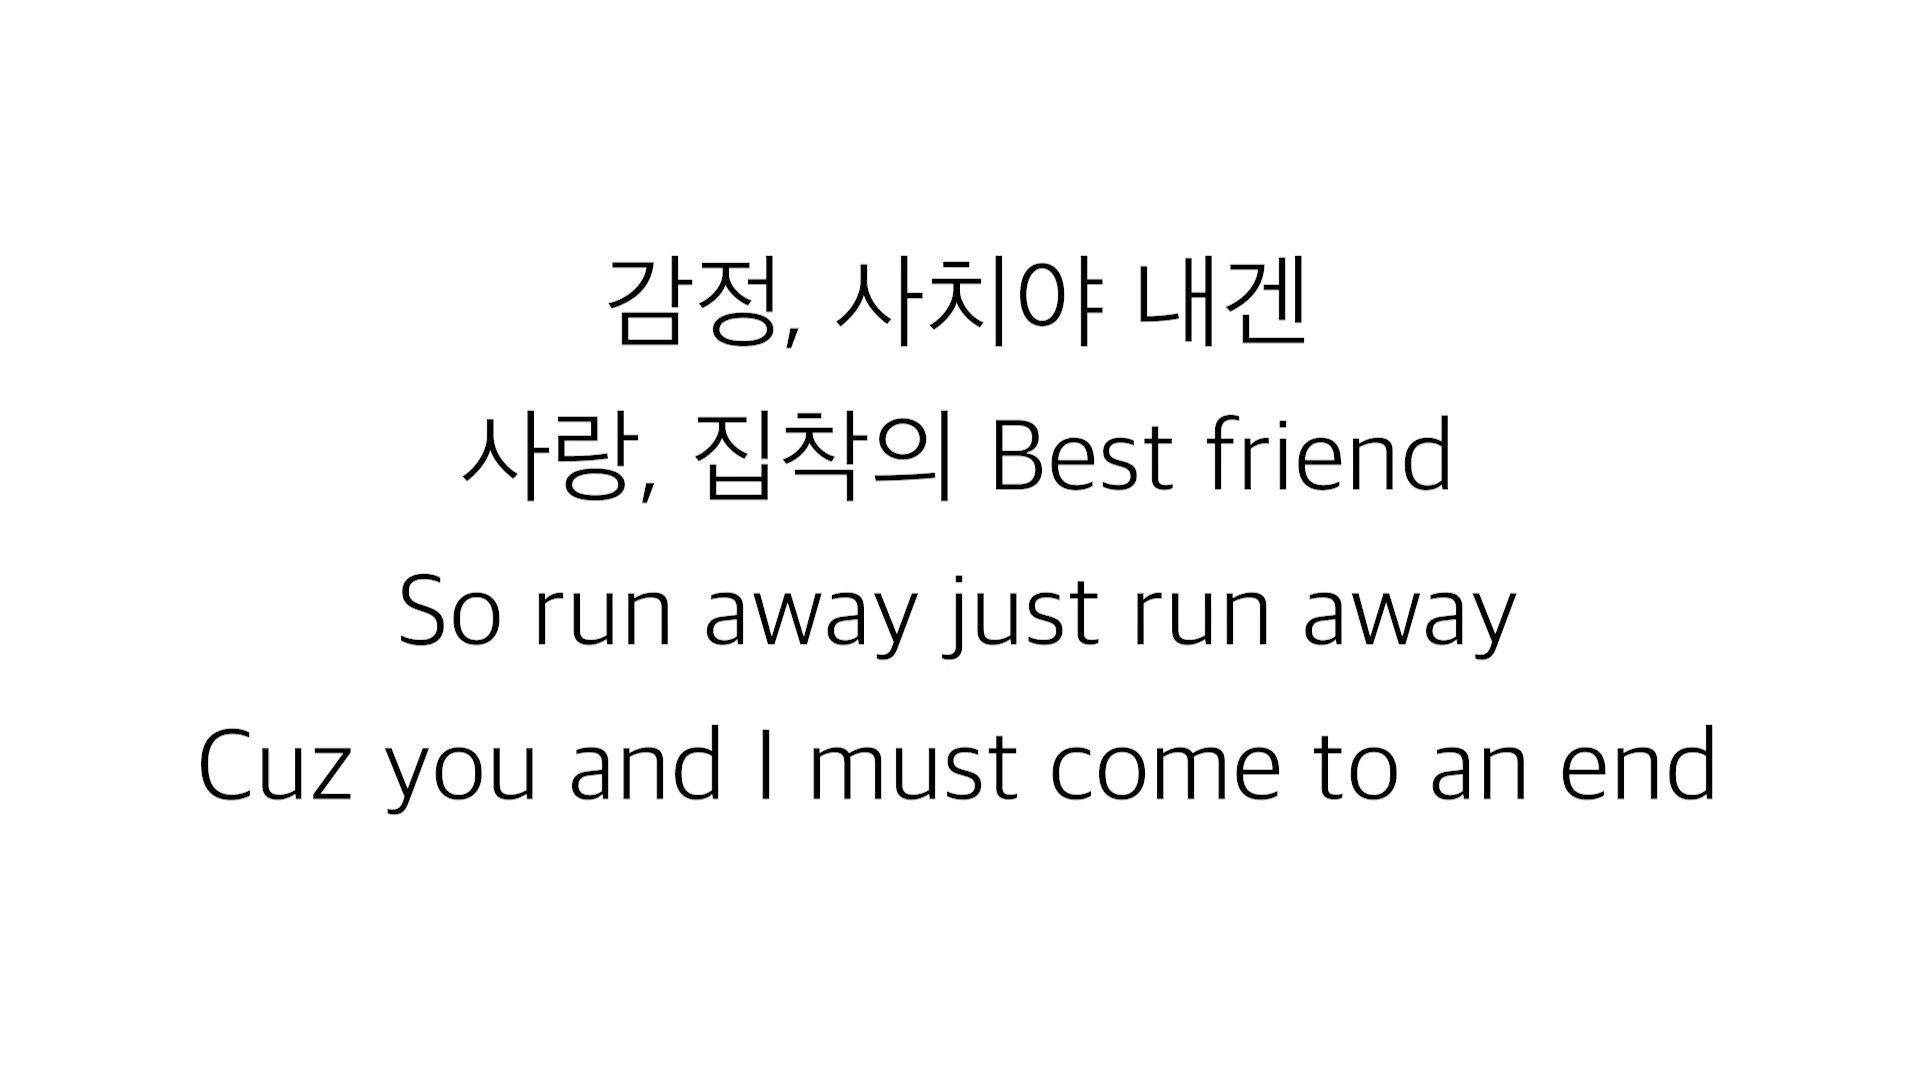 감정, 사치야 내겐
사랑, 집착의 Best friend
So run away just run away
Cuz you and I must come to an end